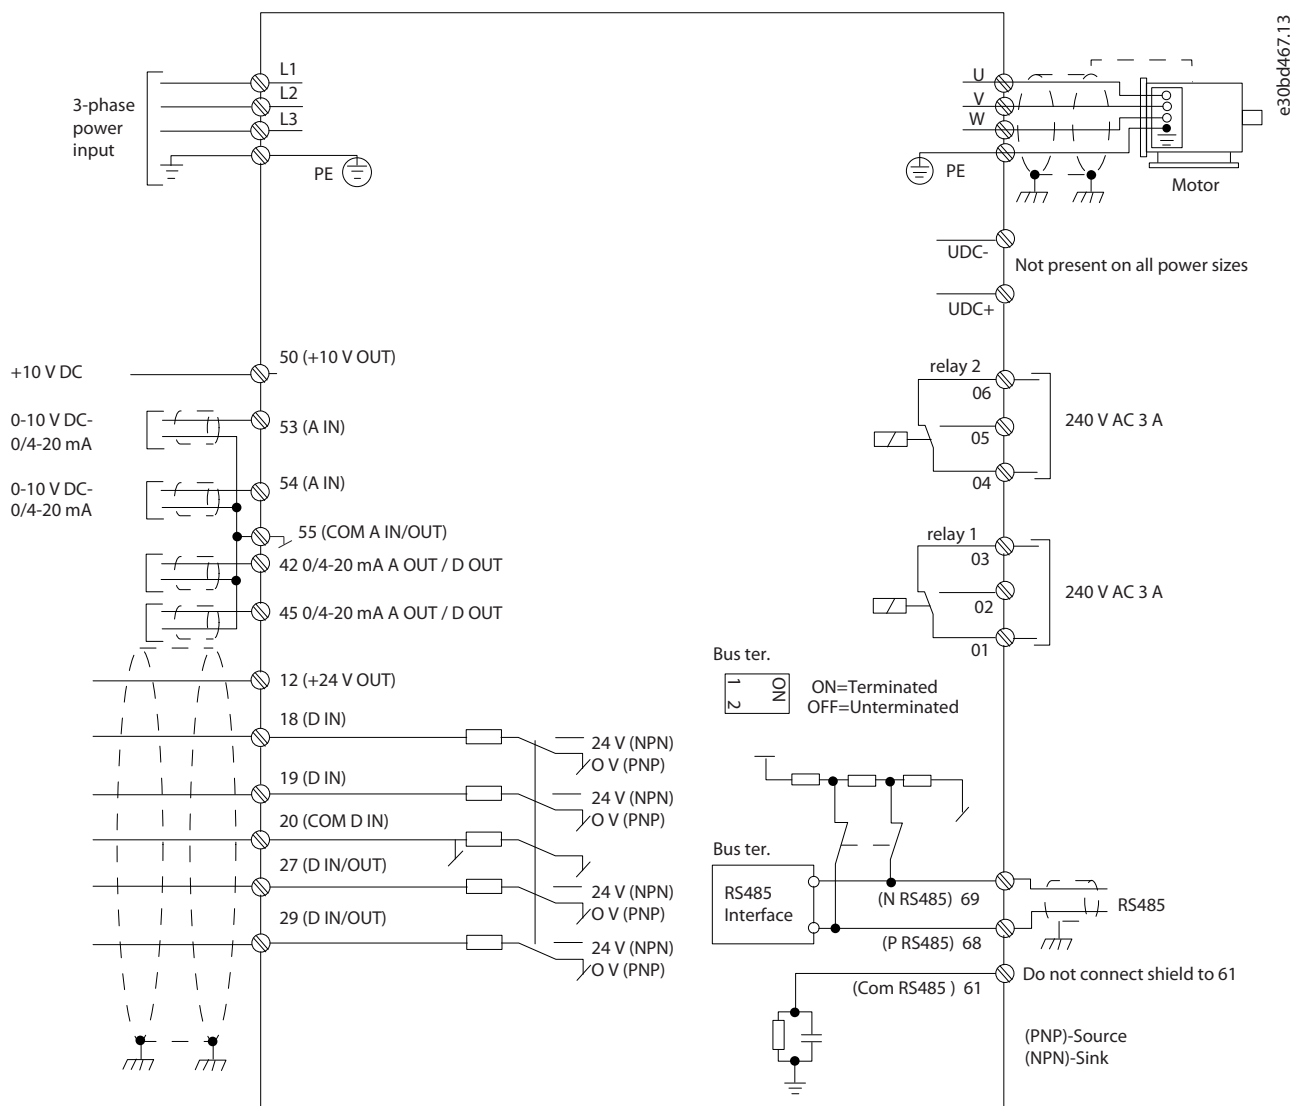 e30bd467.13
3-phase
power
input
L1
L2
L3
PE
U
V
W
PE
Motor
UDC-
Not present on all power sizes
UDC+
+10 V DC
50 (+10 V OUT)
0-10 V DC-
0/4-20 mA
53 (A IN)
0-10 V DC-
0/4-20 mA
54 (A IN)
55 (COM A IN/OUT)
42 0/4-20 mA A OUT / D OUT
45 0/4-20 mA A OUT / D OUT
12 (+24 V OUT)
18 (D IN)
24 V (NPN)
O V (PNP)
19 (D IN)
24 V (NPN)
O V (PNP)
20 (COM D IN)
27 (D IN/OUT)
24 V (NPN)
O V (PNP)
29 (D IN/OUT)
24 V (NPN)
O V (PNP)
relay 2
06
05
04
240 V AC 3 A
relay 1
03
02
01
240 V AC 3 A
Bus ter.
1
2
ON
ON=Terminated
OFF=Unterminated
Bus ter.
RS485
Interface
(N RS485) 69
RS485
(P RS485) 68
(Com RS485 ) 61
Do not connect shield to 61
(PNP)-Source
(NPN)-Sink